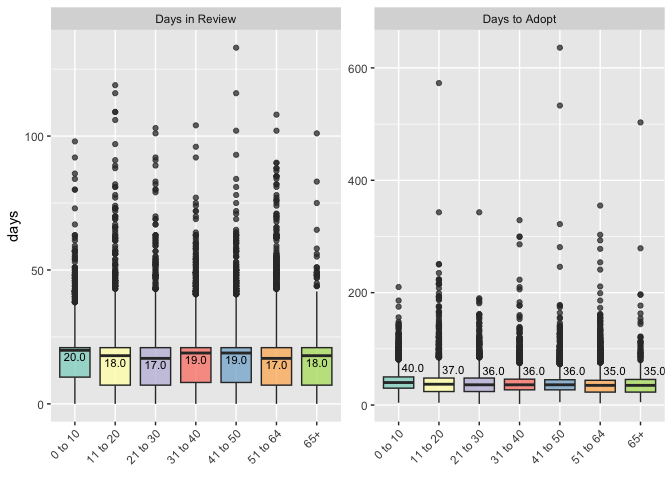 Days in Review
Days to Adopt
days
100
50
0
20.0
18.0
17.0
19.0
19.0
17.0
18.0
0 to 10
11 to 20
21 to 30
31 to 40
41 to 50
51 to 64
65+
600
400
200
0
40.0
37.0
36.0
36.0
36.0
35.0
35.0
0 to 10
11 to 20
21 to 30
31 to 40
41 to 50
51 to 64
65+